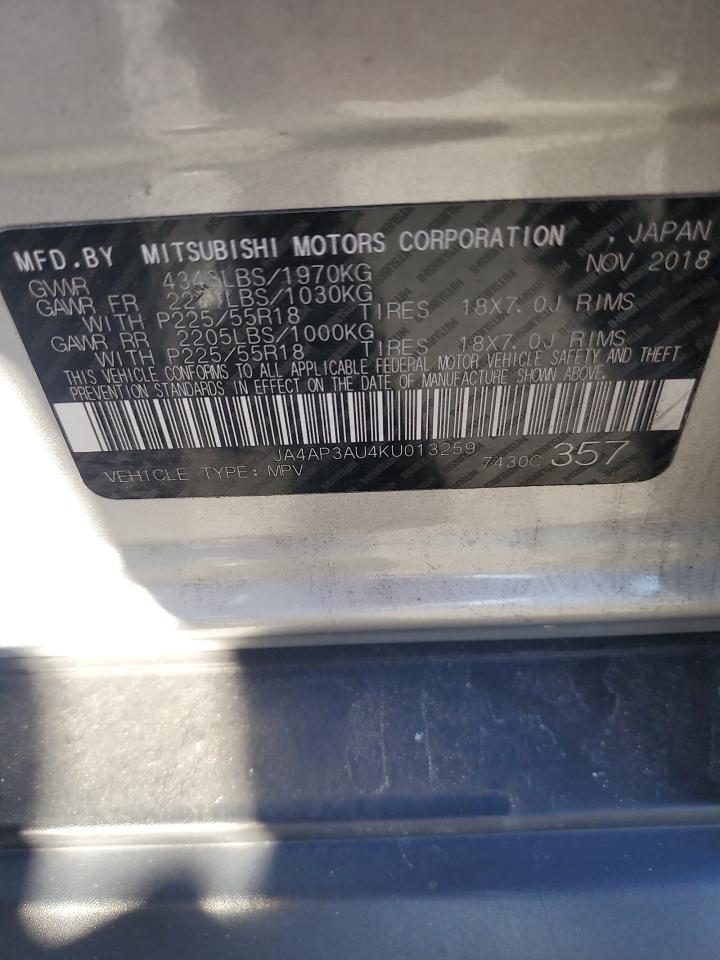 MFD.BY MITSUBISHI MOTORS CORPORATION , JAPAN
GVWR 4343LBS/1970KG NOV 2018
GAWR FR LBS/1030KG
WITH P225/55R18 TIRES 18X7.0J RIMS
GAWR RR 2205LBS/1000KG
WITH P225/55R18 TIRES 18X7.0J RIMS
THIS VEHICLE CONFORMS TO ALL APPLICABLE FEDERAL MOTOR VEHICLE SAFETY AND THEFT
PREVENTION STANDARDS IN EFFECT ON THE DATE OF MANUFACTURE SHOWN ABOVE.
JA4AP3AU4KU013259
VEHICLE TYPE: MPV 7430C 357